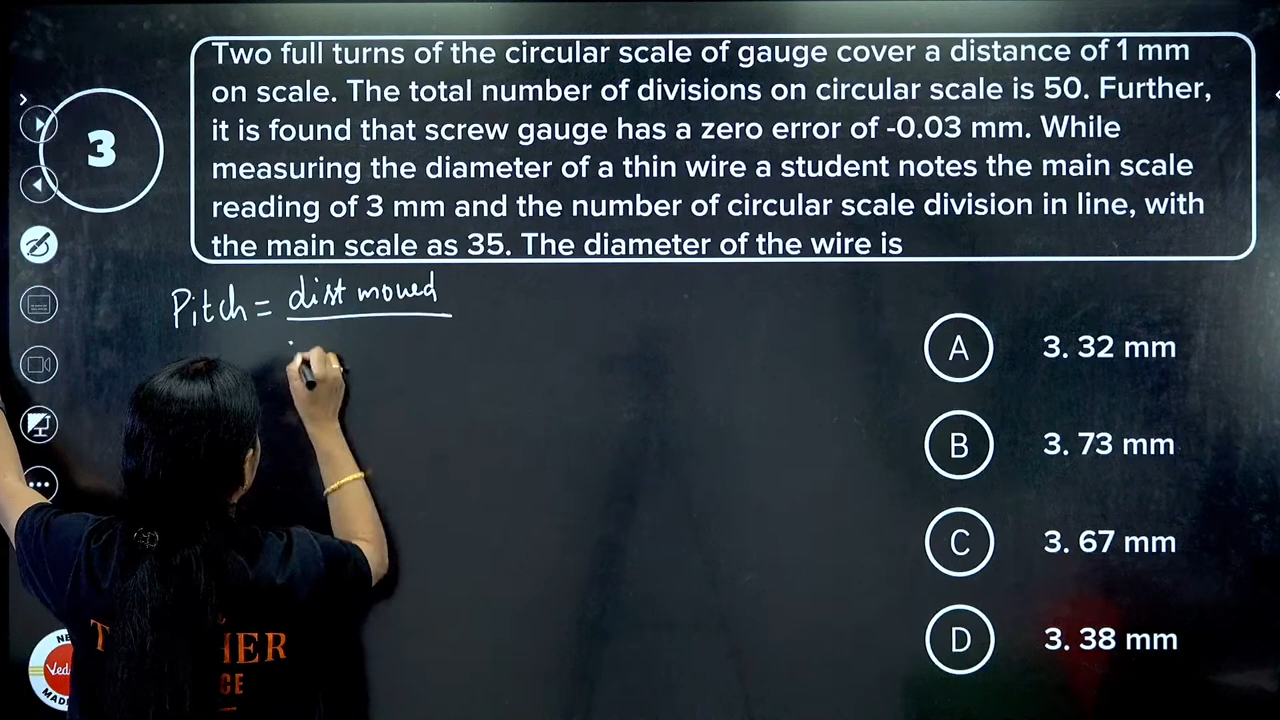 Two full turns of the circular scale of gauge cover a distance of 1 mm
on scale. The total number of divisions on circular scale is 50. Further,
it is found that screw gauge has a zero error of -0.03 mm. While
measuring the diameter of a thin wire a student notes the main scale
reading of 3 mm and the number of circular scale division in line, with
the main scale as 35. The diameter of the wire is
3
Pitch = dist moved
A 3. 32 mm
B 3. 73 mm
C 3. 67 mm
D 3. 38 mm